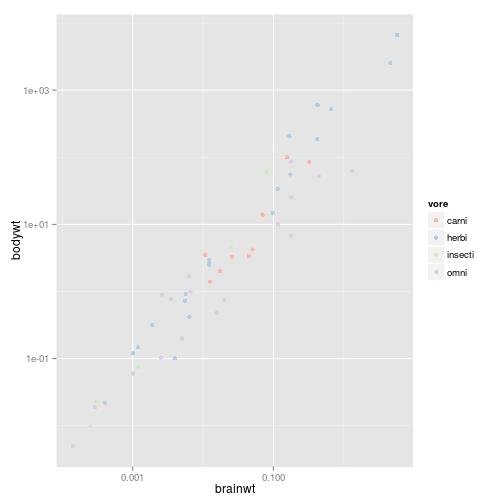 1e+03
1e+01
1e-01
bodywt
0.001
0.100
brainwt
vore
carni
herbi
insecti
omni